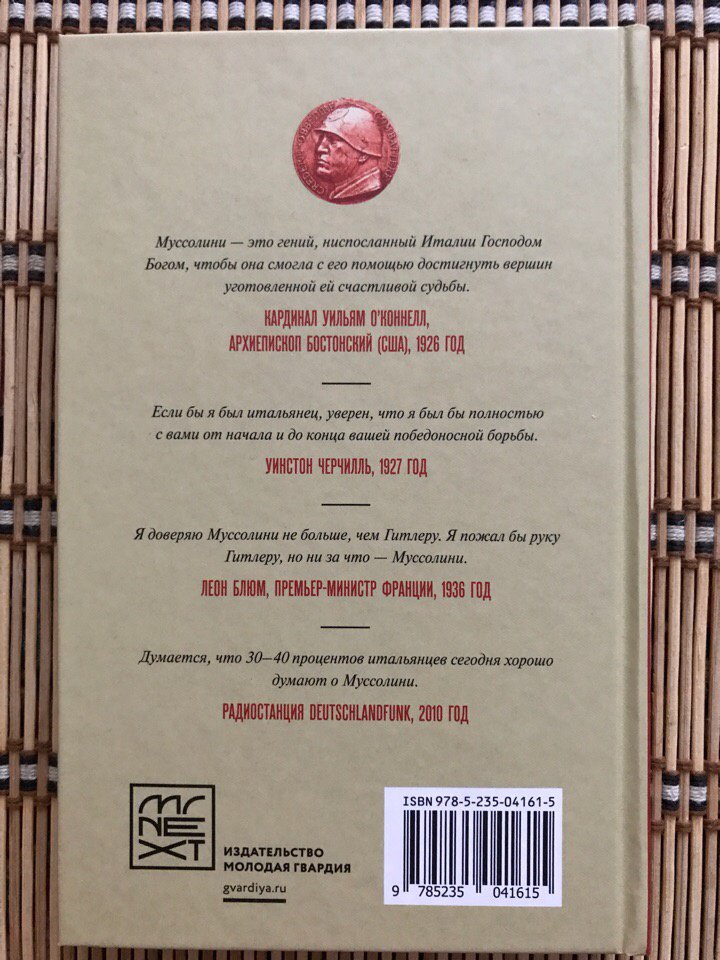 Муссолини — это гений, ниспосланный Италии Господом
Богом, чтобы она смогла с его помощью достигнуть вершин
уготовленной ей счастливой судьбы.
КАРДИНАЛ УИЛЬЯМ О'КОННЕЛЛ,
АРХИЕПИСКОП БОСТОНСКИЙ (США), 1926 ГОД
Если бы я был итальянец, уверен, что я был бы полностью
с вами от начала и до конца вашей победоносной борьбы.
УИНСТОН ЧЕРЧИЛЛЬ, 1927 ГОД
Я доверяю Муссолини не больше, чем Гитлеру. Я пожал бы руку
Гитлеру, но ни за что — Муссолини.
ЛЕОН БЛЮМ, ПРЕМЬЕР-МИНИСТР ФРАНЦИИ, 1936 ГОД
Думается, что 30—40 процентов итальянцев сегодня хорошо
думают о Муссолини.
РАДИОСТАНЦИЯ DEUTSCHLANDFUNK, 2010 ГОД
NEXT
ИЗДАТЕЛЬСТВО
МОЛОДАЯ ГВАРДИЯ
gvardiya.ru
ISBN 978-5-235-04161-5
9 785235 041615